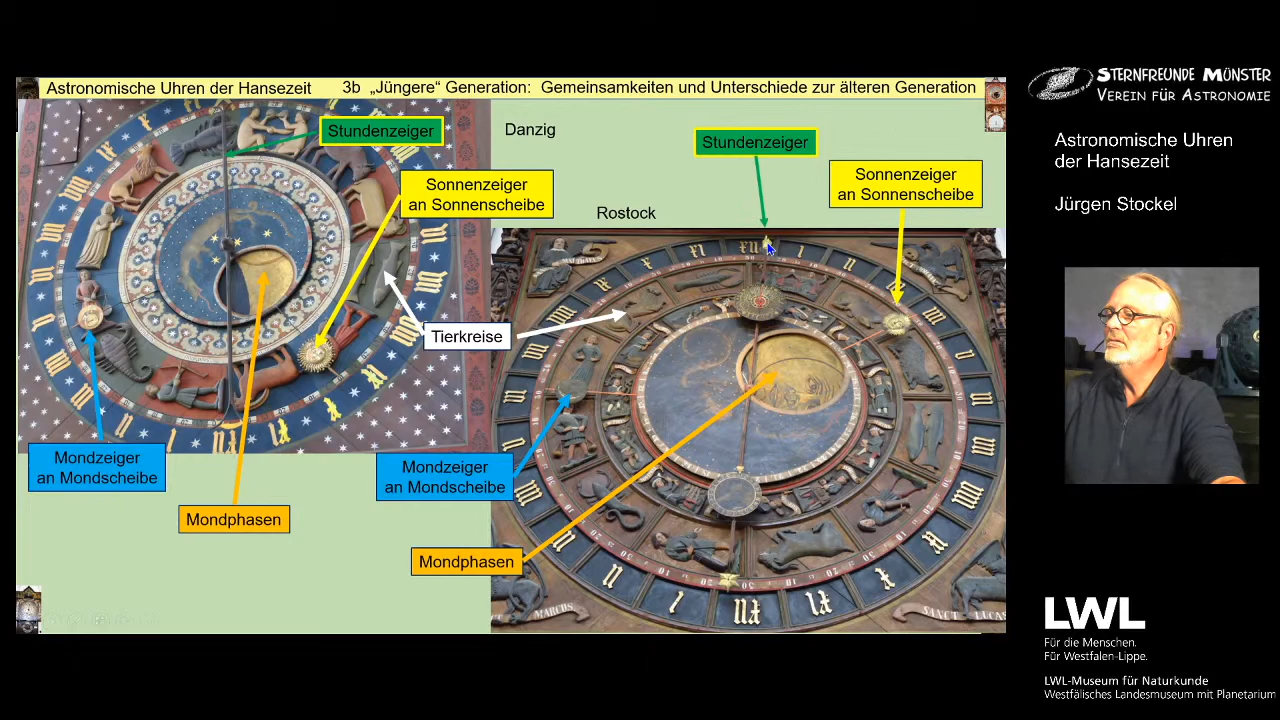 Astronomische Uhren der Hansezeit 3b „Jüngere“ Generation: Gemeinsamkeiten und Unterschiede zur älteren Generation
Stundenzeiger
Danzig
Stundenzeiger
Sonnenzeiger
an Sonnenscheibe
Sonnenzeiger
an Sonnenscheibe
Rostock
Tierkreise
Mondzeiger
an Mondscheibe
Mondzeiger
an Mondscheibe
Mondphasen
Mondphasen
MARCUS
SANCT LUCAS
STERNFREUNDE MÜNSTER
VEREIN FÜR ASTRONOMIE
Astronomische Uhren
der Hansezeit
Jürgen Stockel
LWL
Für die Menschen.
Für Westfalen-Lippe.
LWL-Museum für Naturkunde
Westfälisches Landesmuseum mit Planetarium